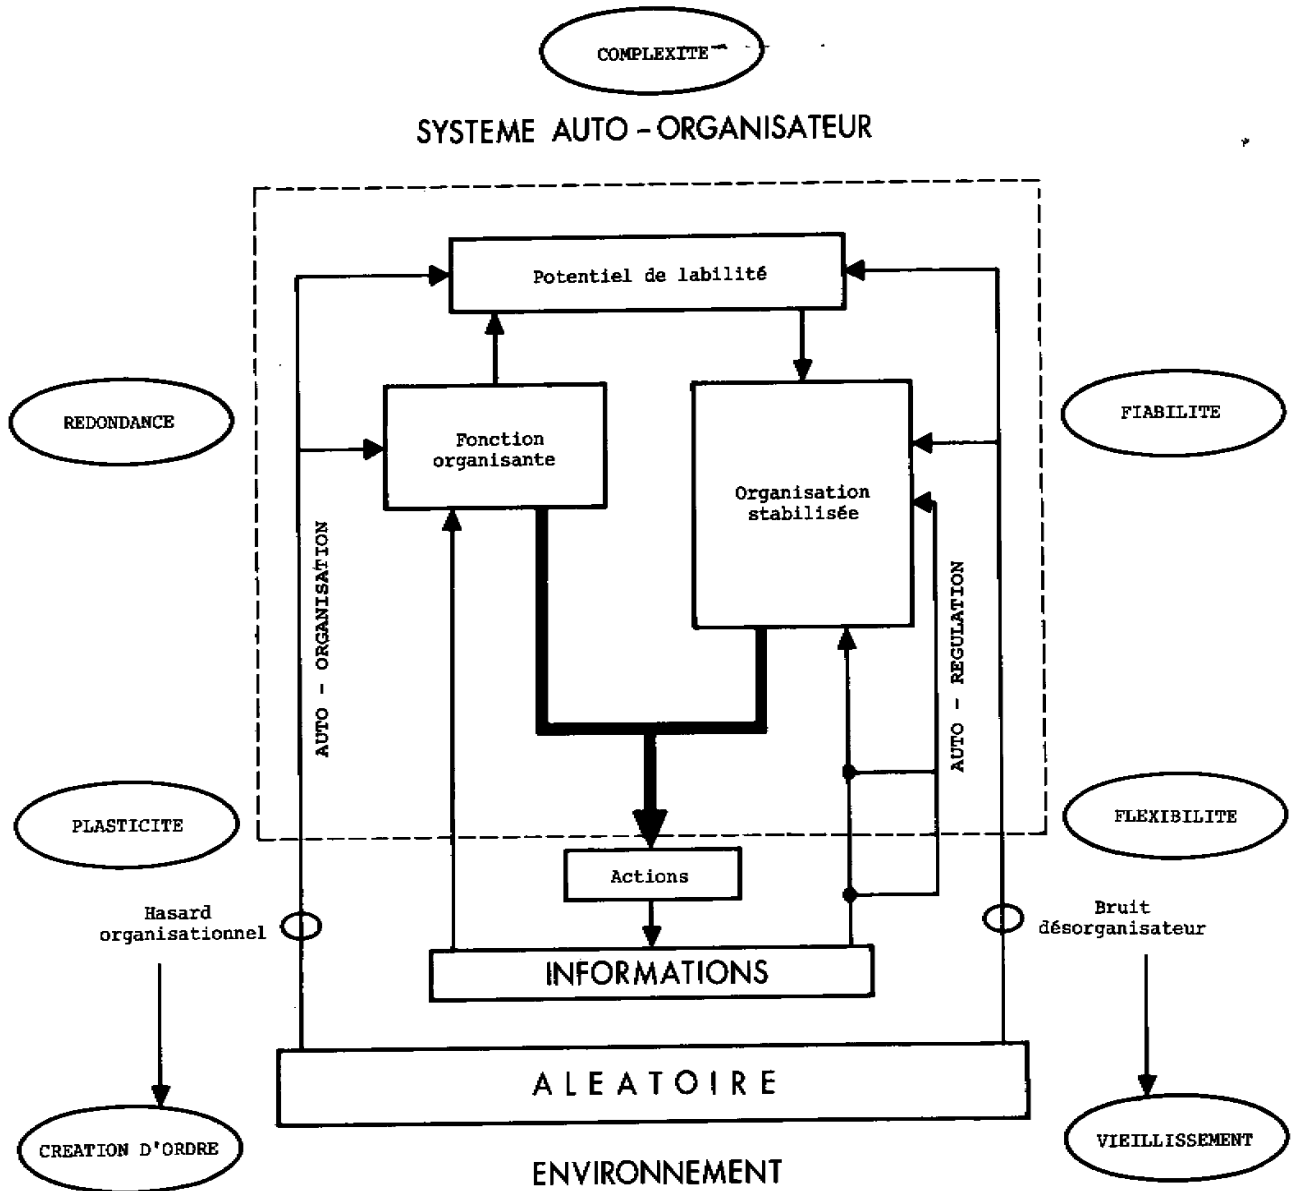 COMPLEXITE
SYSTEME AUTO - ORGANISATEUR
Potentiel de labilité
REDONDANCE
Fonction
organisante
FIABILITE
Organisation
stabilisée
AUTO - ORGANISATION
AUTO - REGULATION
PLASTICITE
FLEXIBILITE
Actions
Hasard
organisationnel
Bruit
désorganisateur
INFORMATIONS
ALEATOIRE
CREATION D'ORDRE
VIEILLISSEMENT
ENVIRONNEMENT